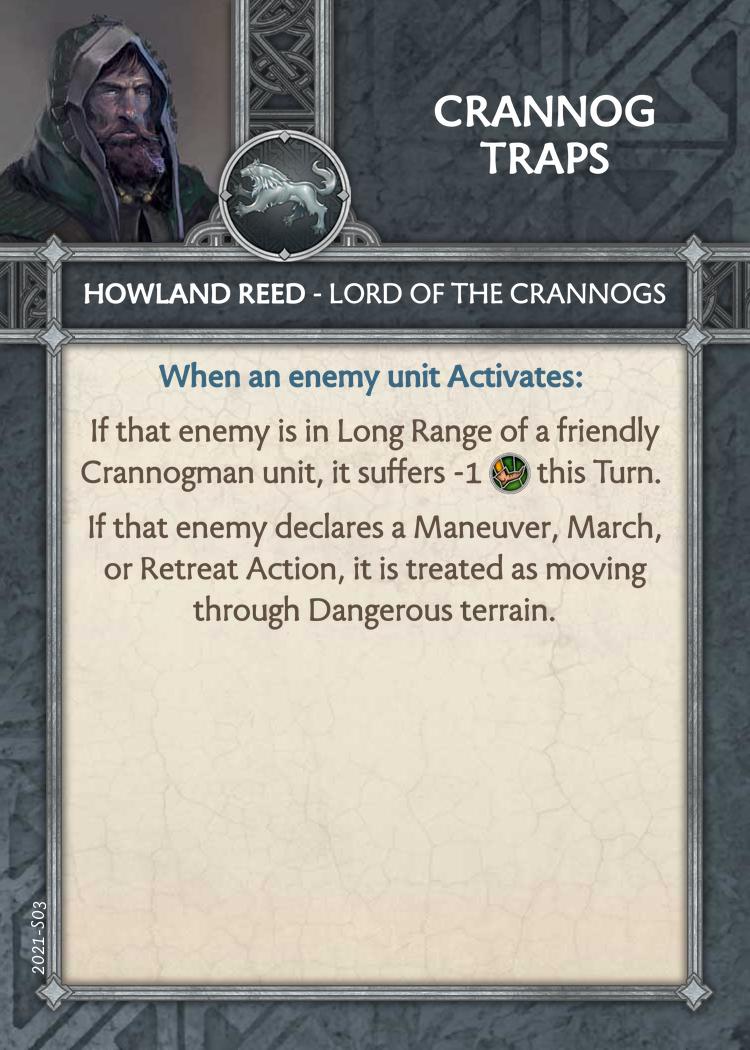 CRANNOG
TRAPS
HOWLAND REED - LORD OF THE CRANNOGS
When an enemy unit Activates:
If that enemy is in Long Range of a friendly
Crannogman unit, it suffers -1 this Turn.
If that enemy declares a Maneuver, March,
or Retreat Action, it is treated as moving
through Dangerous terrain.
2021-S03